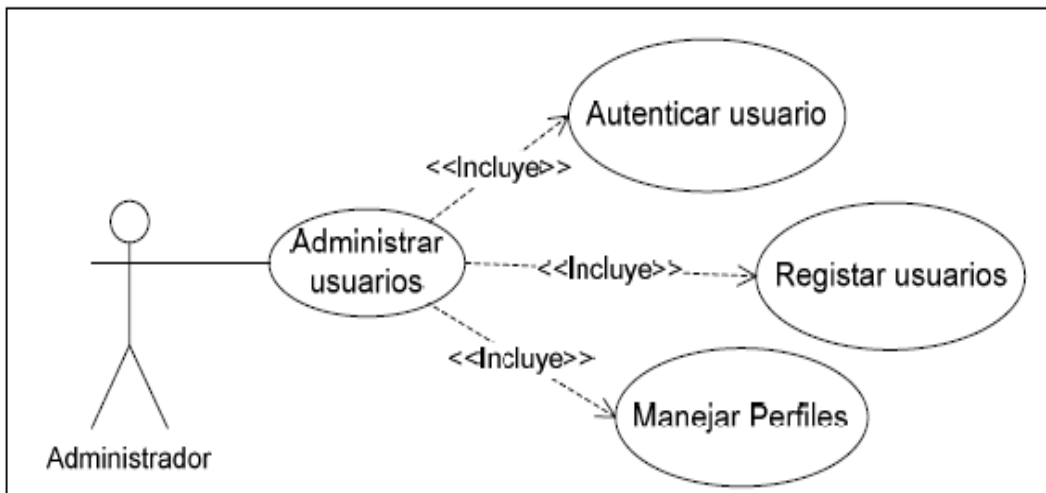 Autenticar usuario
<<Incluye>>
Administrar
usuarios
<<Incluye>>
Registar usuarios
<<Incluye>>
Manejar Perfiles
Administrador